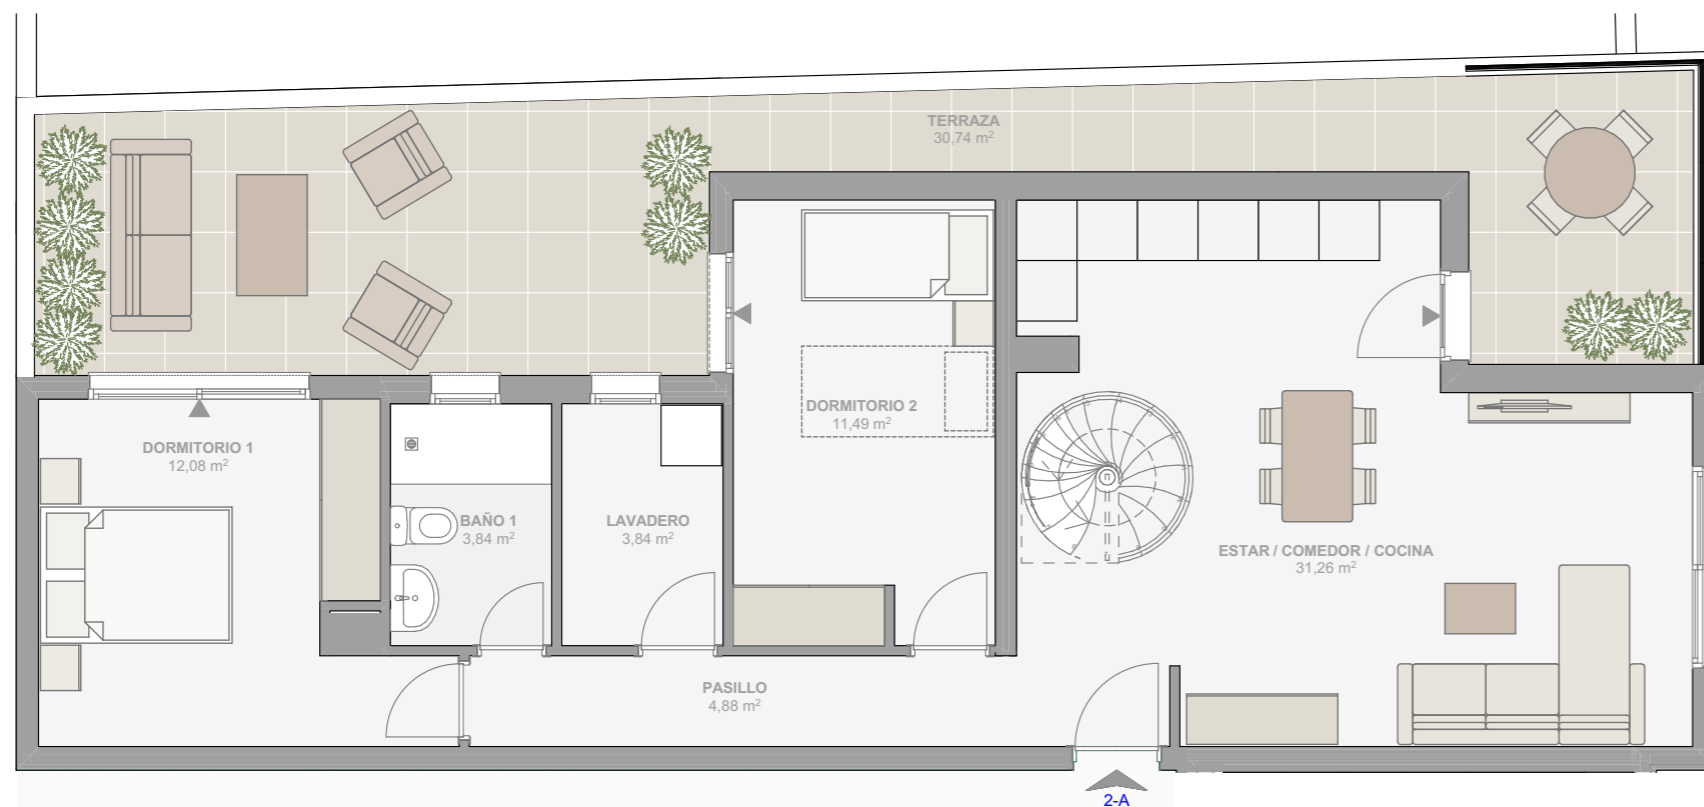 TERRAZA
30,74 m²
DORMITORIO 1
12,08 m²
BAÑO 1
3,84 m²
LAVADERO
3,84 m²
DORMITORIO 2
11,49 m²
ESTAR / COMEDOR / COCINA
31,26 m²
PASILLO
4,88 m²
2-A